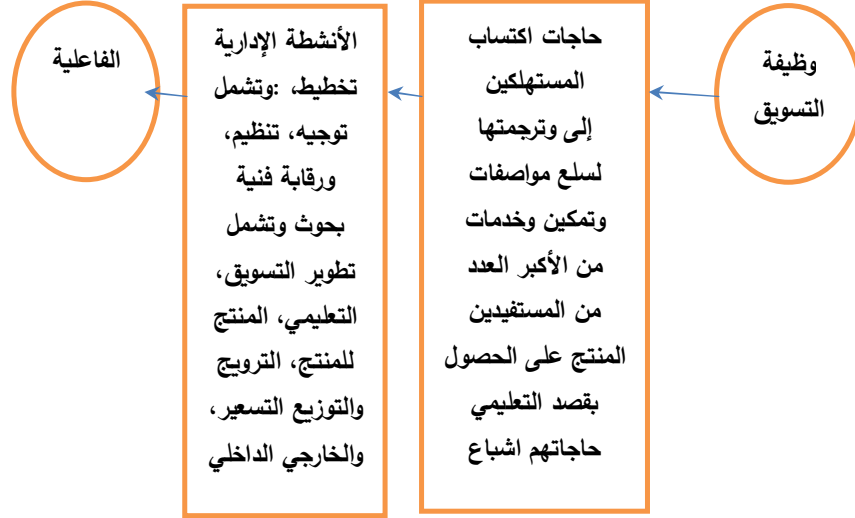 وظيفة
التسويق
حاجات اكتساب
المستهلكين
إلى وترجمتها
لسلع مواصفات
وتمكين وخدمات
من الأكبر العدد
من المستفيدين
المنتج على الحصول
بقصد التعليمي
حاجاتهم اشباع
الأنشطة الإدارية
تخطيط، :وتشمل
توجيه، تنظيم،
ورقابة فنية
بحوث وتشمل
تطوير التسويق،
التعليمي، المنتج
للمنتج، الترويج
والتوزيع التسعير،
والخارجي الداخلي
الفاعلية